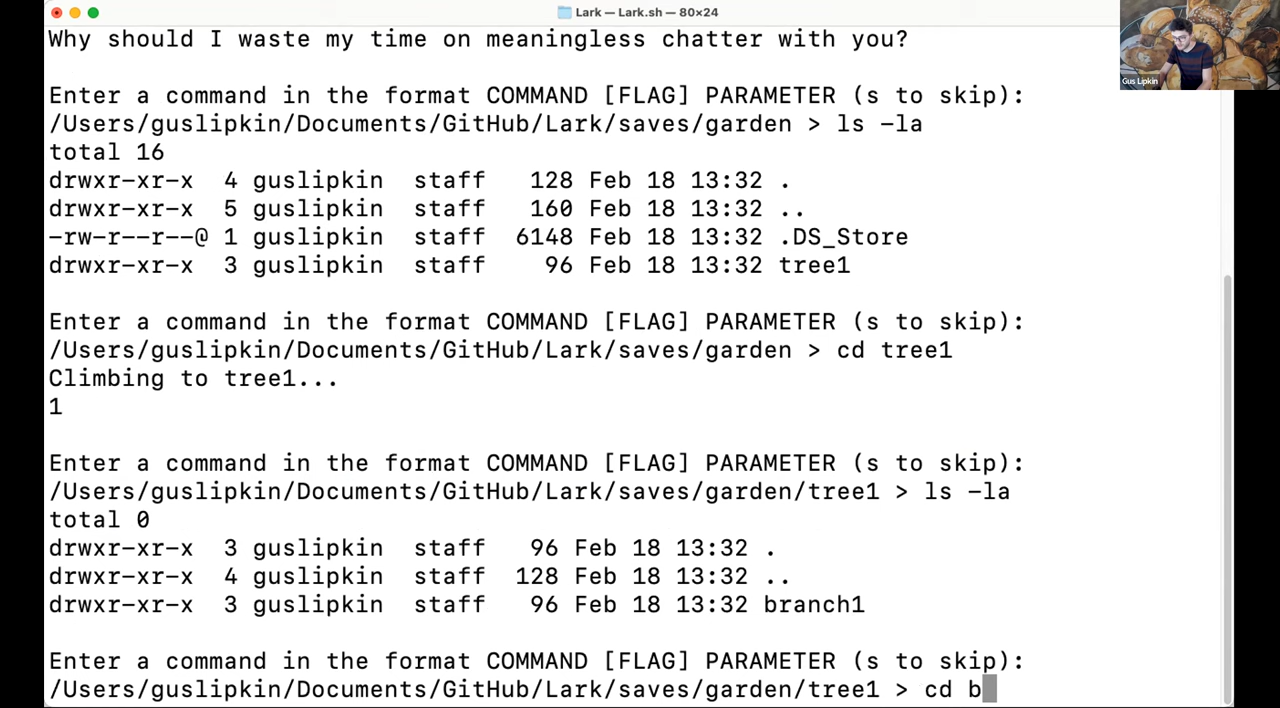 Lark — Lark.sh — 80×24
Why should I waste my time on meaningless chatter with you?
Gus Lipkin
Enter a command in the format COMMAND [FLAG] PARAMETER (s to skip):
/Users/guslipkin/Documents/GitHub/Lark/saves/garden > ls -la
total 16
drwxr-xr-x  4 guslipkin  staff   128 Feb 18 13:32 .
drwxr-xr-x  5 guslipkin  staff   160 Feb 18 13:32 ..
-rw-r--r--@ 1 guslipkin  staff  6148 Feb 18 13:32 .DS_Store
drwxr-xr-x  3 guslipkin  staff    96 Feb 18 13:32 tree1
Enter a command in the format COMMAND [FLAG] PARAMETER (s to skip):
/Users/guslipkin/Documents/GitHub/Lark/saves/garden > cd tree1
Climbing to tree1...
1
Enter a command in the format COMMAND [FLAG] PARAMETER (s to skip):
/Users/guslipkin/Documents/GitHub/Lark/saves/garden/tree1 > ls -la
total 0
drwxr-xr-x  3 guslipkin  staff   96 Feb 18 13:32 .
drwxr-xr-x  4 guslipkin  staff  128 Feb 18 13:32 ..
drwxr-xr-x  3 guslipkin  staff   96 Feb 18 13:32 branch1
Enter a command in the format COMMAND [FLAG] PARAMETER (s to skip):
/Users/guslipkin/Documents/GitHub/Lark/saves/garden/tree1 > cd b